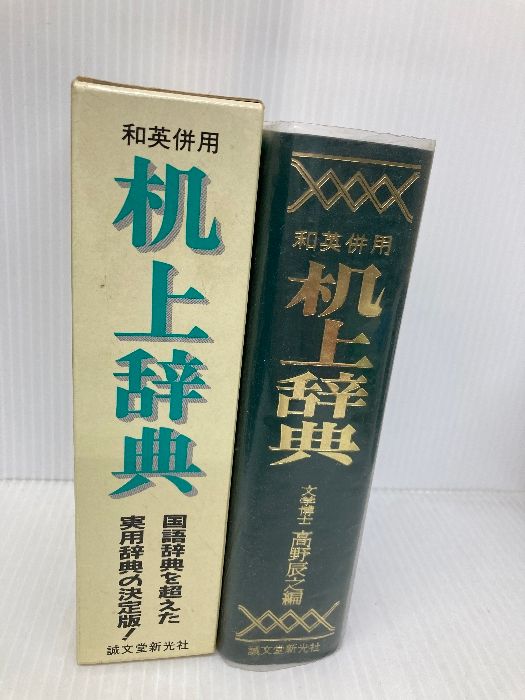 和英併用
机上辞典
国語辞典を超えた
実用辞典の決定版!
誠文堂新光社
和英併用
机上辞典
文学博士 高野辰之編
誠文堂新光社